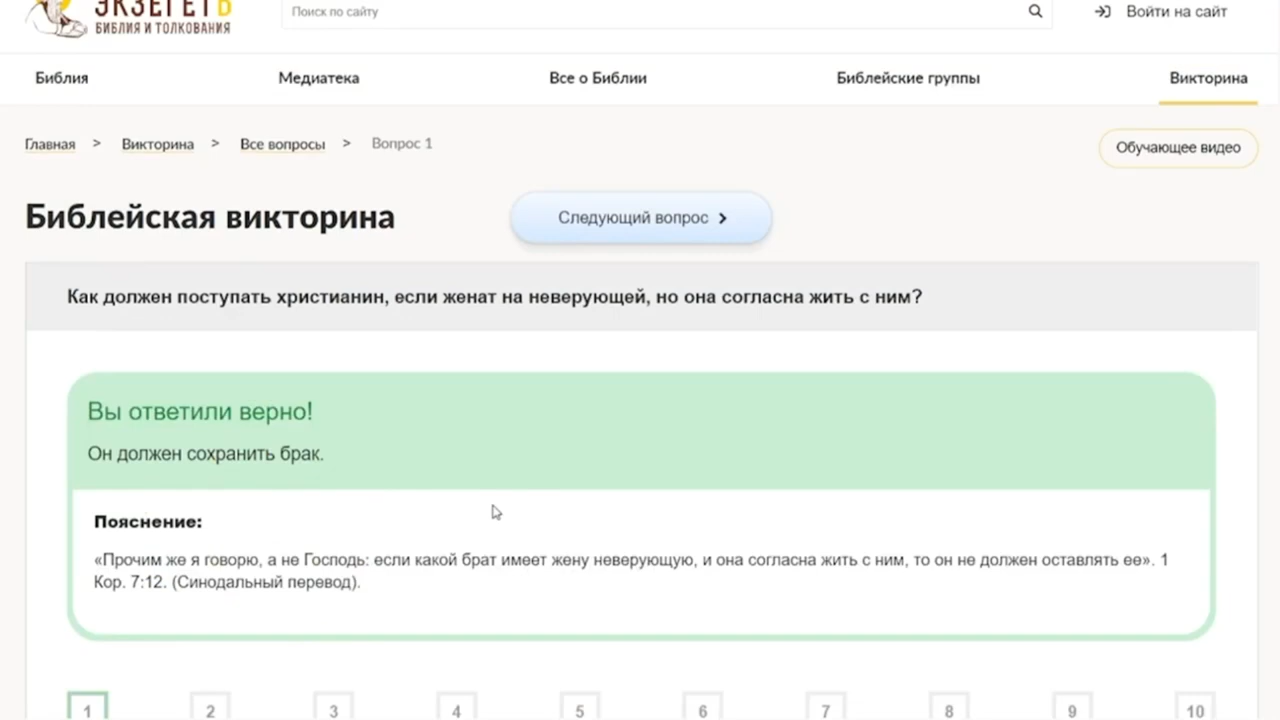 ЭКЗЕГЕТЪ
БИБЛИЯ И ТОЛКОВАНИЯ
Поиск по сайту
Войти на сайт
Библия Медиатека Все о Библии Библейские группы Викторина
Главная > Викторина > Все вопросы > Вопрос 1
Обучающее видео
Библейская викторина
Следующий вопрос
Как должен поступать христианин, если женат на неверующей, но она согласна жить с ним?
Вы ответили верно!
Он должен сохранить брак.
Пояснение:
«Прочим же я говорю, а не Господь: если какой брат имеет жену неверующую, и она согласна жить с ним, то он не должен оставлять ее». 1
Кор. 7:12. (Синодальный перевод).
1 2 3 4 5 6 7 8 9 10